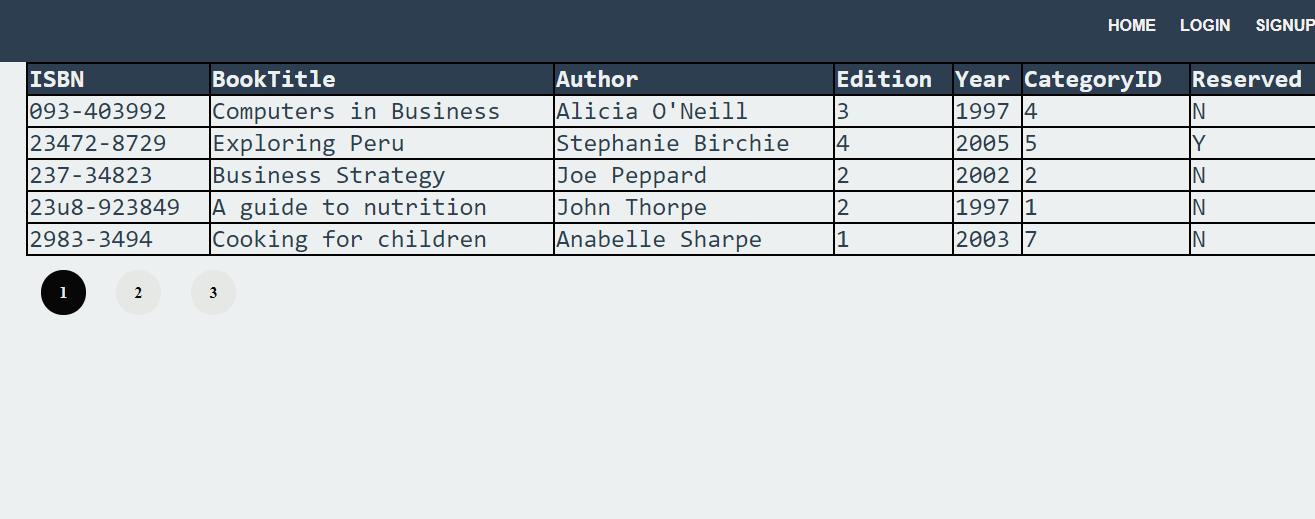 HOME LOGIN SIGNUP
ISBN BookTitle Author Edition Year CategoryID Reserved
093-403992 Computers in Business Alicia O'Neill 3 1997 4 N
23472-8729 Exploring Peru Stephanie Birchie 4 2005 5 Y
237-34823 Business Strategy Joe Peppard 2 2002 2 N
23u8-923849 A guide to nutrition John Thorpe 2 1997 1 N
2983-3494 Cooking for children Anabelle Sharpe 1 2003 7 N
1 2 3